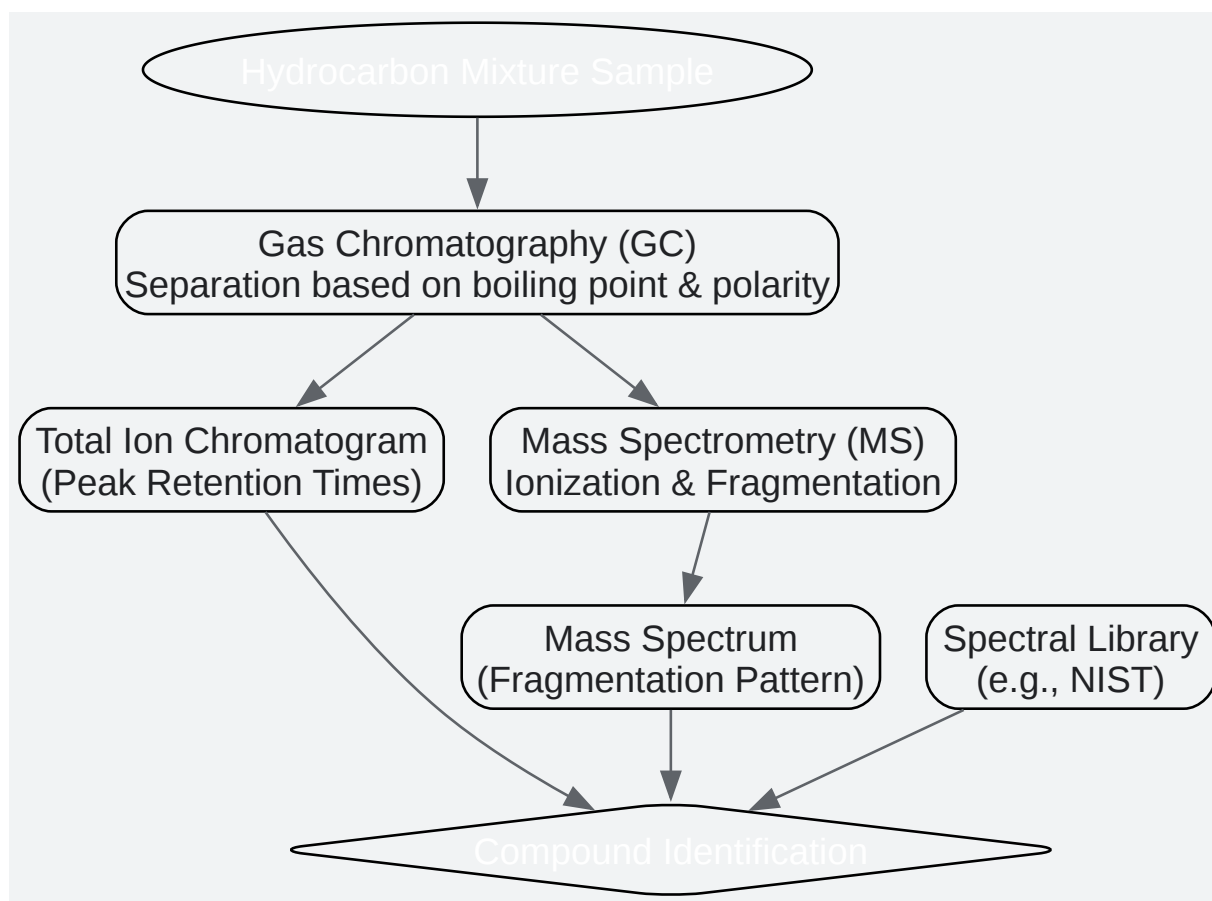 Hydrocarbon Mixture Sample
Gas Chromatography (GC)
Separation based on boiling point & polarity
Total Ion Chromatogram
(Peak Retention Times)
Mass Spectrometry (MS)
Ionization & Fragmentation
Mass Spectrum
(Fragmentation Pattern)
Spectral Library
(e.g., NIST)
Compound Identification